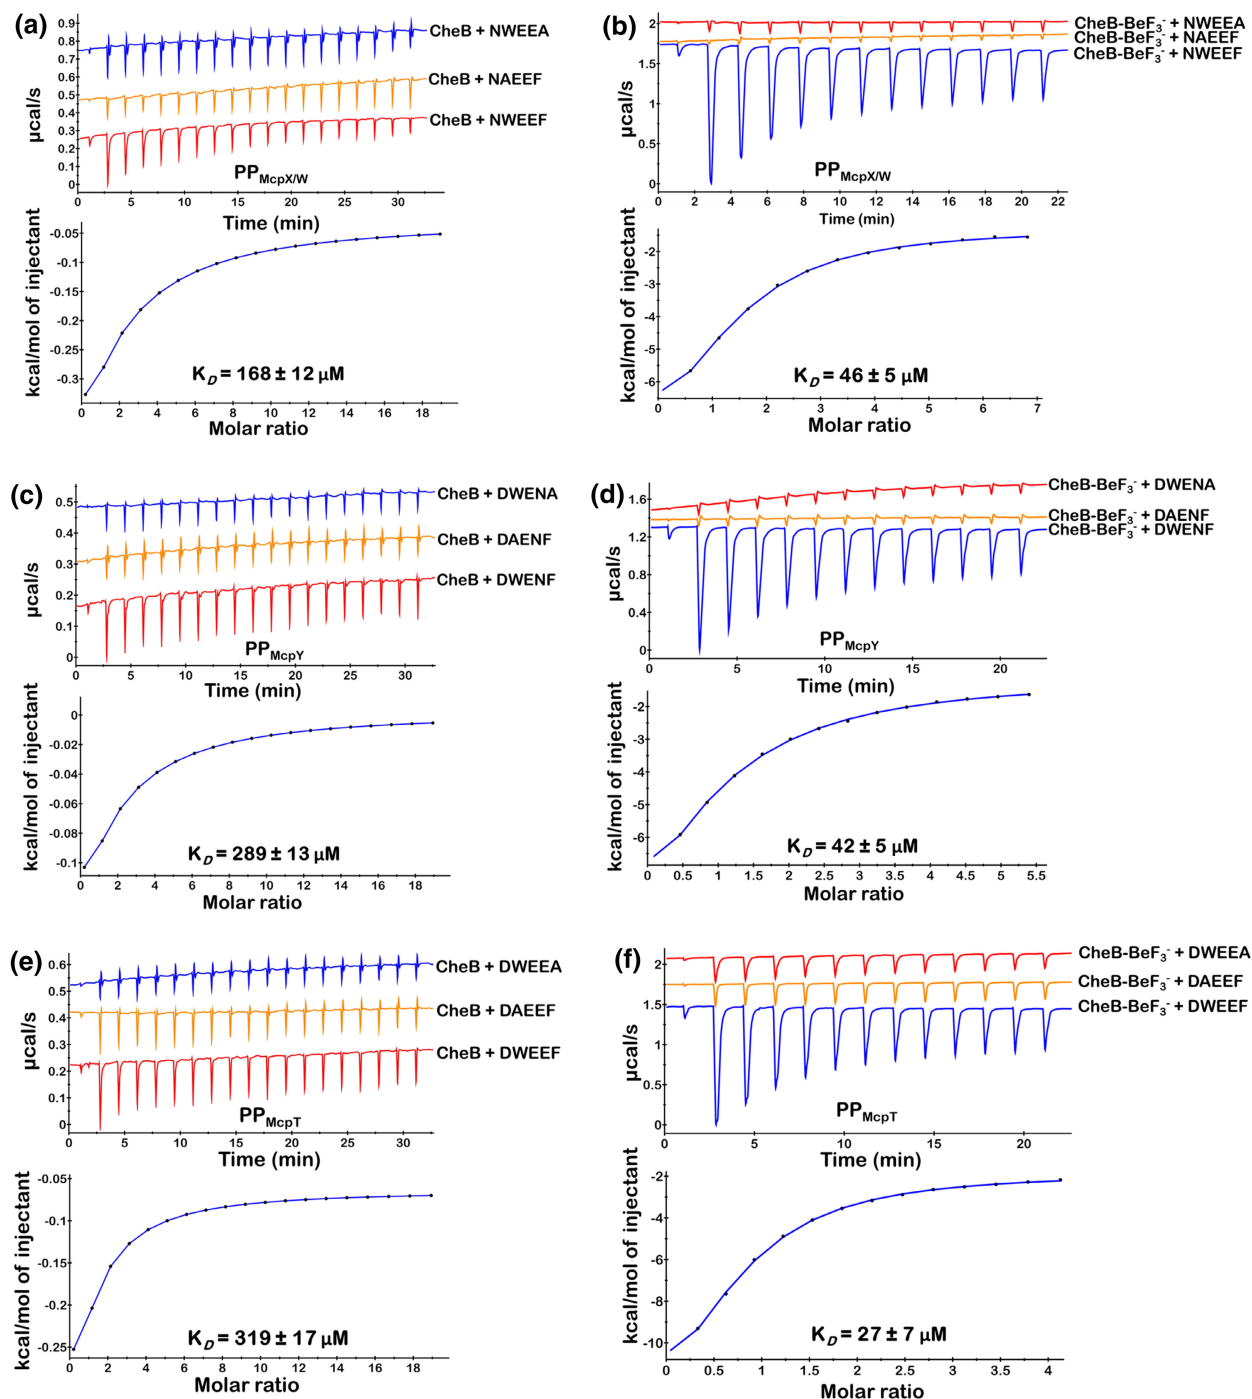 (a)
0.9
0.8
0.7
0.6
0.5
0.4
0.3
0.2
0.1
0
µcal/s
CheB + NWEEA
CheB + NAEEF
CheB + NWEEF
PP McpX/W
0 5 10 15 20 25 30
Time (min)
-0.05
-0.1
-0.15
-0.2
-0.25
-0.3
kcal/mol of injectant
K_D = 168 ± 12 µM
0 2 4 6 8 10 12 14 16 18
Molar ratio
(b)
2
1.5
1
0.5
0
µcal/s
CheB-BeF3- + NWEEA
CheB-BeF3- + NAEEF
CheB-BeF3- + NWEEF
PP McpX/W
0 2 4 6 8 10 12 14 16 18 20 22
Time (min)
-2
-3
-4
-5
-6
kcal/mol of injectant
K_D = 46 ± 5 µM
0 1 2 3 4 5 6 7
Molar ratio
(c)
0.5
0.4
0.3
0.2
0.1
0
µcal/s
CheB + DWENA
CheB + DAENF
CheB + DWENF
PP McpY
0 5 10 15 20 25 30
Time (min)
0
-0.02
-0.04
-0.06
-0.08
-0.1
kcal/mol of injectant
K_D = 289 ± 13 µM
0 2 4 6 8 10 12 14 16 18
Molar ratio
(d)
1.6
1.2
0.8
0.4
0
µcal/s
CheB-BeF3- + DWENA
CheB-BeF3- + DAENF
CheB-BeF3- + DWENF
PP McpY
0 5 10 15 20
Time (min)
-2
-3
-4
-5
-6
kcal/mol of injectant
K_D = 42 ± 5 µM
0 0.5 1 1.5 2 2.5 3 3.5 4 4.5 5 5.5
Molar ratio
(e)
0.6
0.5
0.4
0.3
0.2
0.1
0
µcal/s
CheB + DWEEA
CheB + DAEEF
CheB + DWEEF
PP McpT
0 5 10 15 20 25 30
Time (min)
-0.05
-0.1
-0.15
-0.2
-0.25
kcal/mol of injectant
K_D = 319 ± 17 µM
0 2 4 6 8 10 12 14 16 18
Molar ratio
(f)
2
1.5
1
0.5
0
µcal/s
CheB-BeF3- + DWEEA
CheB-BeF3- + DAEEF
CheB-BeF3- + DWEEF
PP McpT
0 5 10 15 20
Time (min)
-2
-4
-6
-8
-10
kcal/mol of injectant
K_D = 27 ± 7 µM
0 0.5 1 1.5 2 2.5 3 3.5 4
Molar ratio